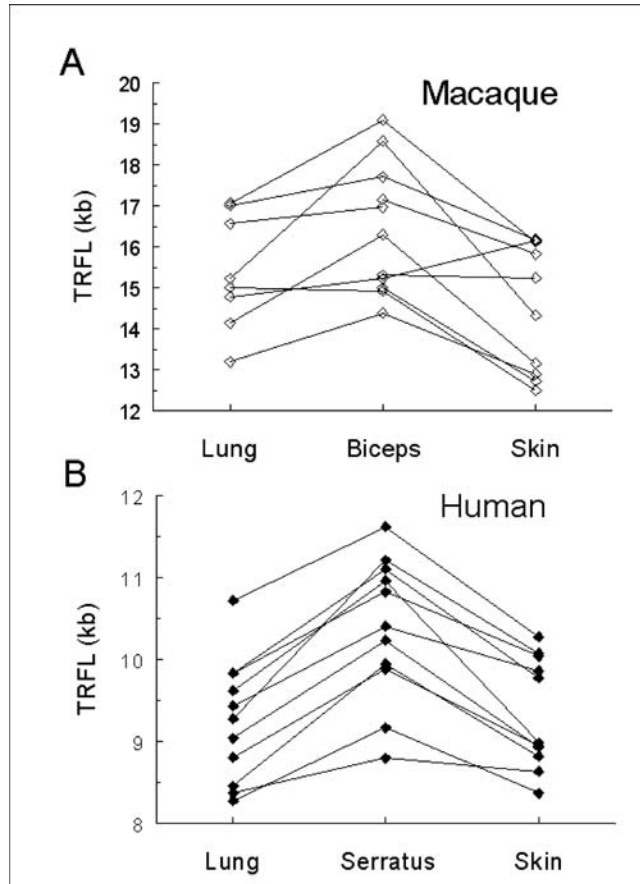 A
Macaque
20
19
18
17
16
15
14
13
12
TRFL (kb)
Lung Biceps Skin
B
Human
12
11
10
9
8
TRFL (kb)
Lung Serratus Skin